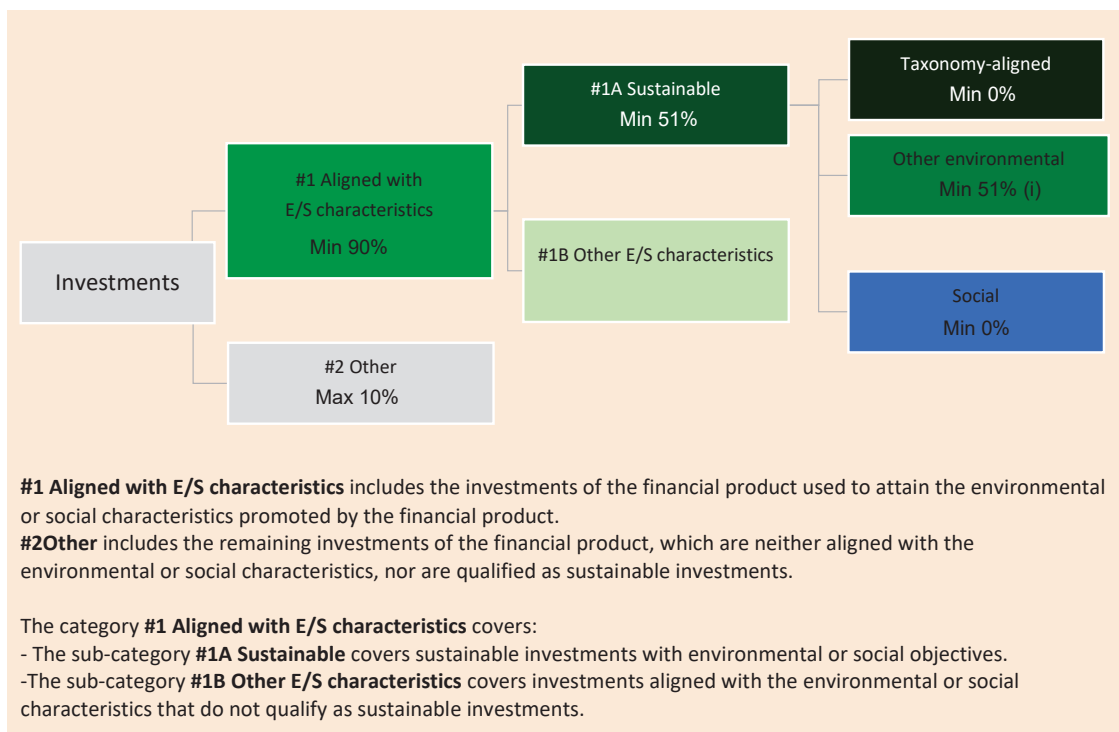 Investments
#1 Aligned with
E/S characteristics
Min 90%
#2 Other
Max 10%
#1A Sustainable
Min 51%
#1B Other E/S characteristics
Taxonomy-aligned
Min 0%
Other environmental
Min 51% (i)
Social
Min 0%
#1 Aligned with E/S characteristics includes the investments of the financial product used to attain the environmental
or social characteristics promoted by the financial product.
#2Other includes the remaining investments of the financial product, which are neither aligned with the
environmental or social characteristics, nor are qualified as sustainable investments.
The category #1 Aligned with E/S characteristics covers:
- The sub-category #1A Sustainable covers sustainable investments with environmental or social objectives.
-The sub-category #1B Other E/S characteristics covers investments aligned with the environmental or social
characteristics that do not qualify as sustainable investments.